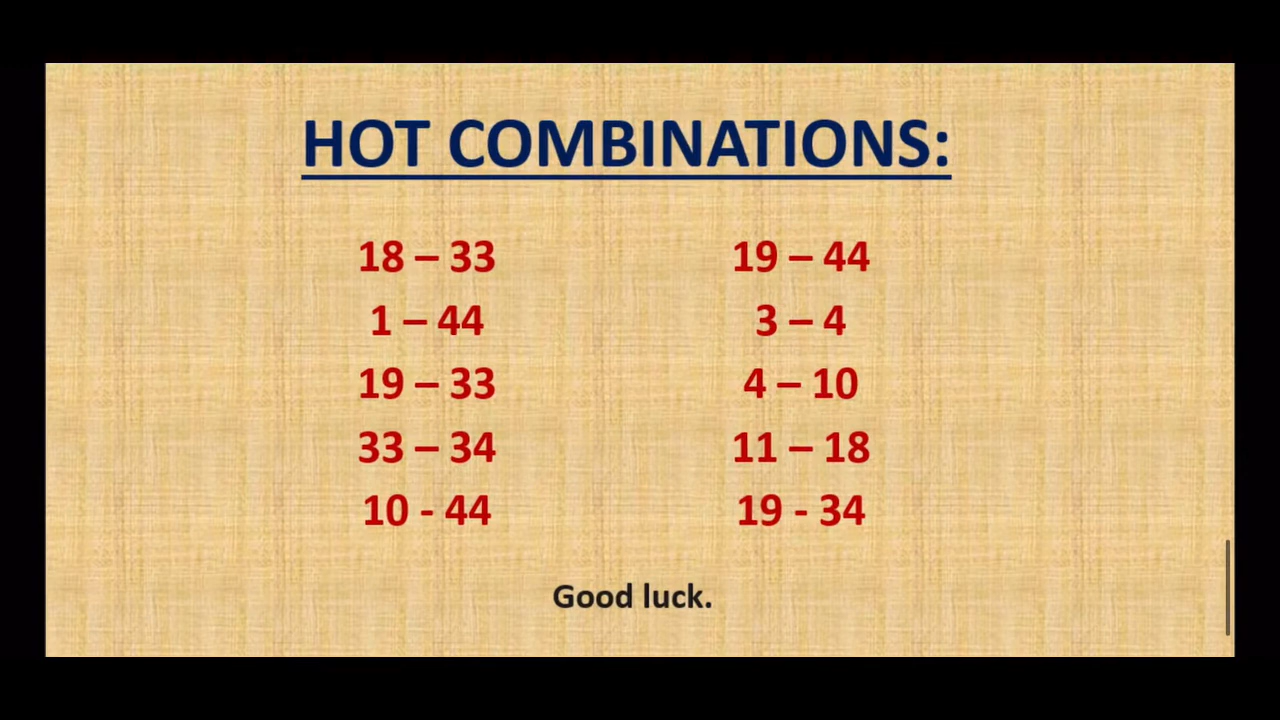 HOT COMBINATIONS:
18 – 33
1 – 44
19 – 33
33 – 34
10 - 44
19 – 44
3 – 4
4 – 10
11 – 18
19 - 34
Good luck.